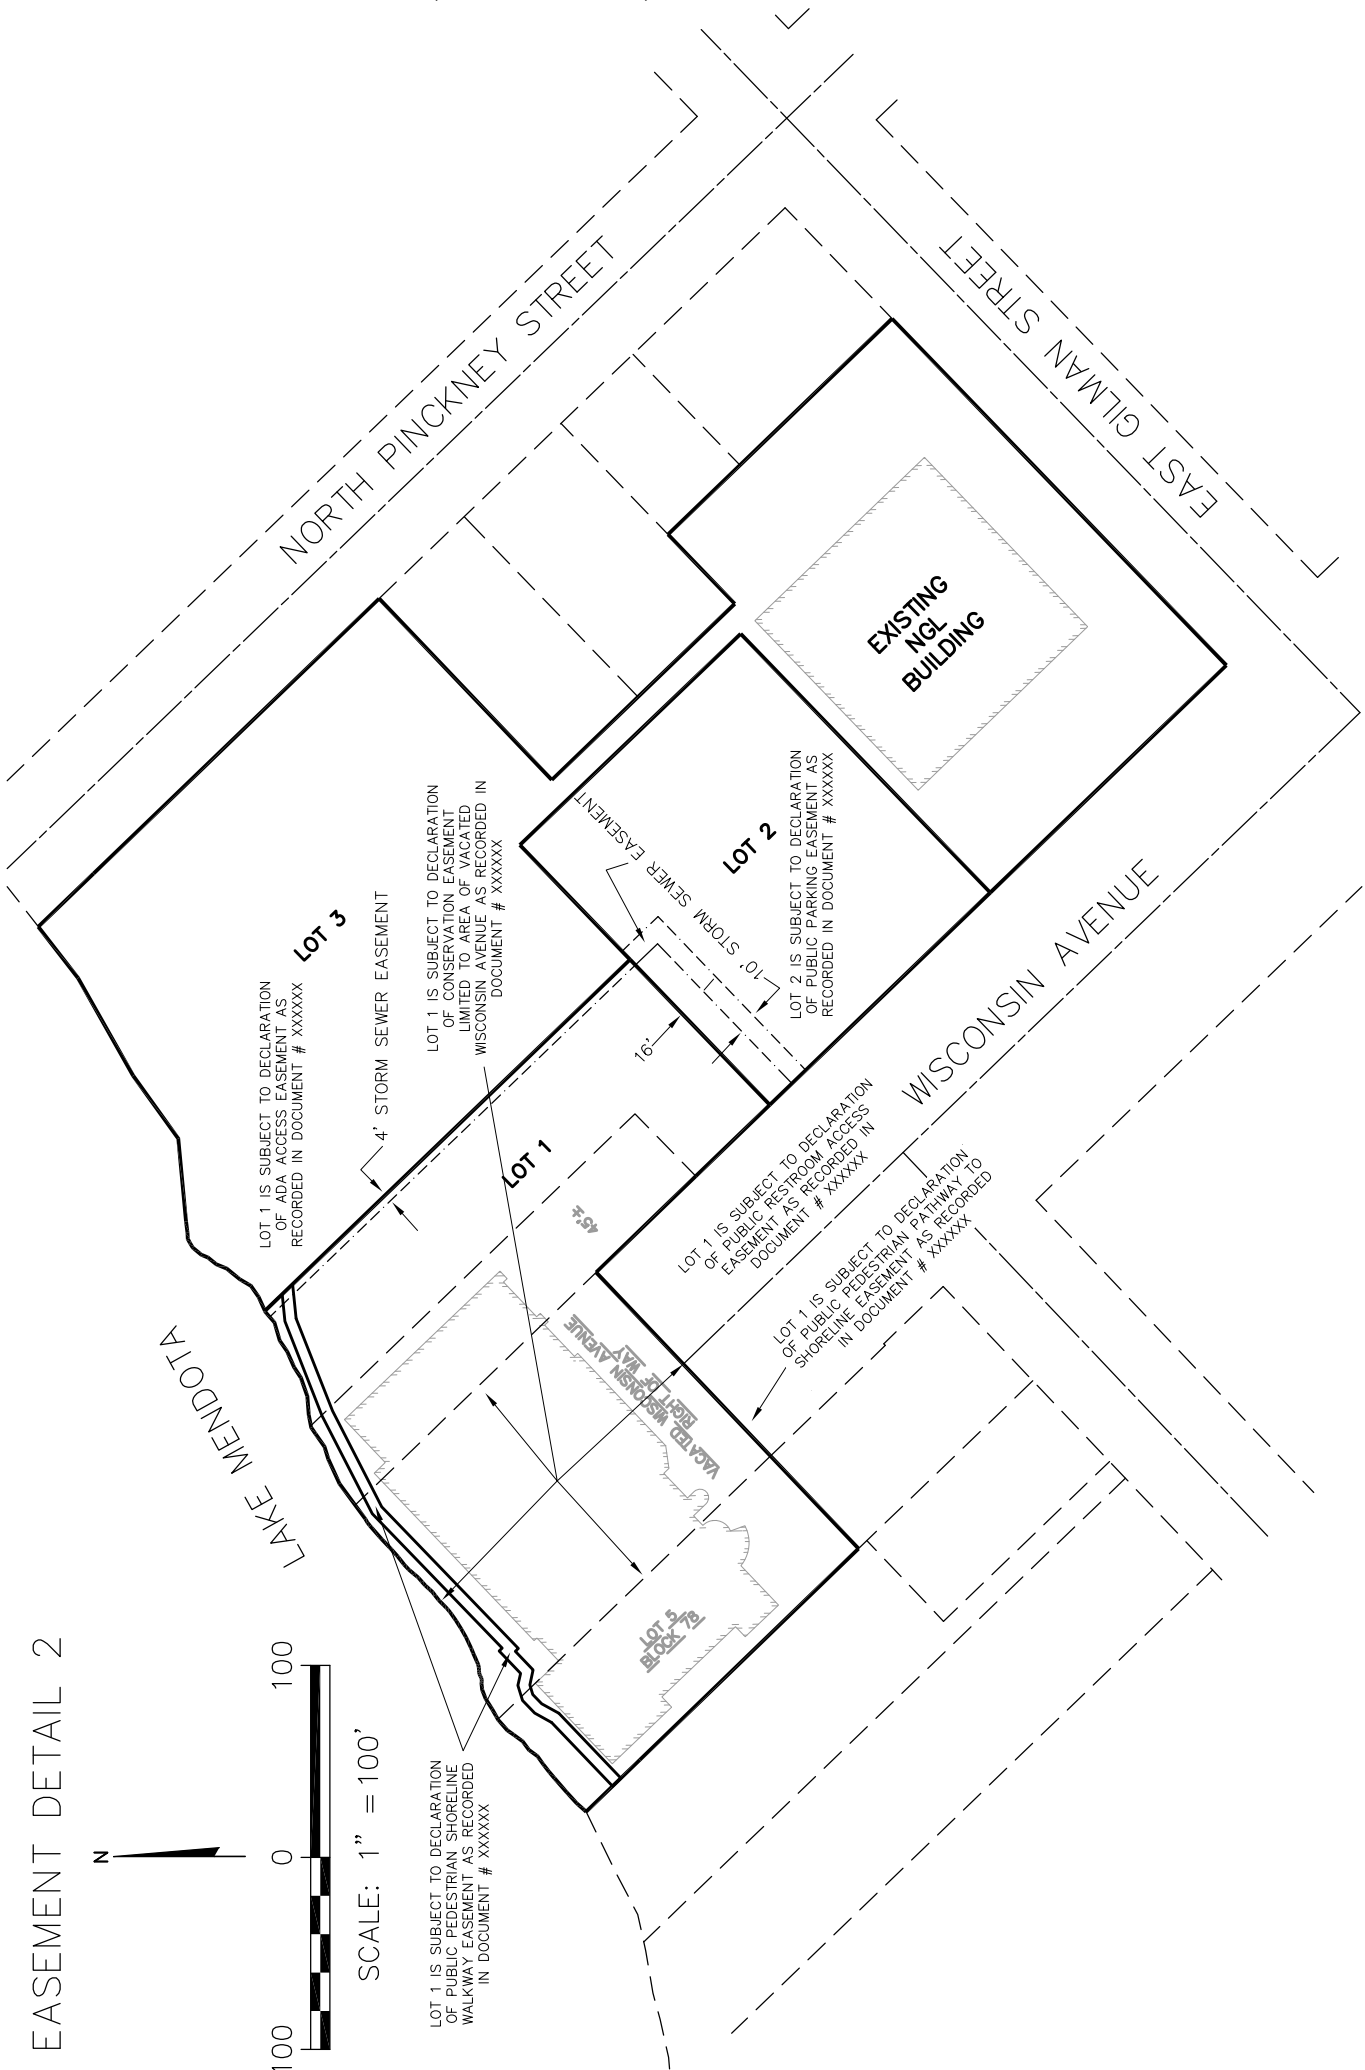 EASEMENT DETAIL 2
N
100
0
100
SCALE: 1" = 100'
LAKE MENDOTA
NORTH PINCKNEY STREET
EAST GILMAN
STREET
WISCONSIN AVENUE
LOT 1 IS SUBJECT TO DECLARATION
OF PUBLIC PEDESTRIAN SHORELINE
WALKWAY EASEMENT AS RECORDED
IN DOCUMENT # XXXXXX
LOT 1 IS SUBJECT TO DECLARATION
OF ADA ACCESS EASEMENT AS
RECORDED IN DOCUMENT # XXXXXX
LOT 3
4' STORM SEWER EASEMENT
LOT 1 IS SUBJECT TO DECLARATION
OF CONSERVATION EASEMENT
LIMITED TO AREA OF VACATED
WISCONSIN AVENUE AS RECORDED IN
DOCUMENT # XXXXXX
LOT 1
45'±
VACATED
WISCONSIN AVENUE
RIGHT OF WAY
LOT 5
BLOCK 78
16'
10' STORM SEWER EASEMENT
LOT 2
LOT 2 IS SUBJECT TO DECLARATION
OF PUBLIC PARKING EASEMENT AS
RECORDED IN DOCUMENT # XXXXXX
EXISTING
NGL
BUILDING
LOT 1 IS SUBJECT TO DECLARATION
OF PUBLIC RESTROOM ACCESS
EASEMENT AS RECORDED IN
DOCUMENT # XXXXXX
LOT 1 IS SUBJECT TO DECLARATION
OF PUBLIC PEDESTRIAN PATHWAY TO
SHORELINE EASEMENT AS RECORDED
IN DOCUMENT # XXXXXX